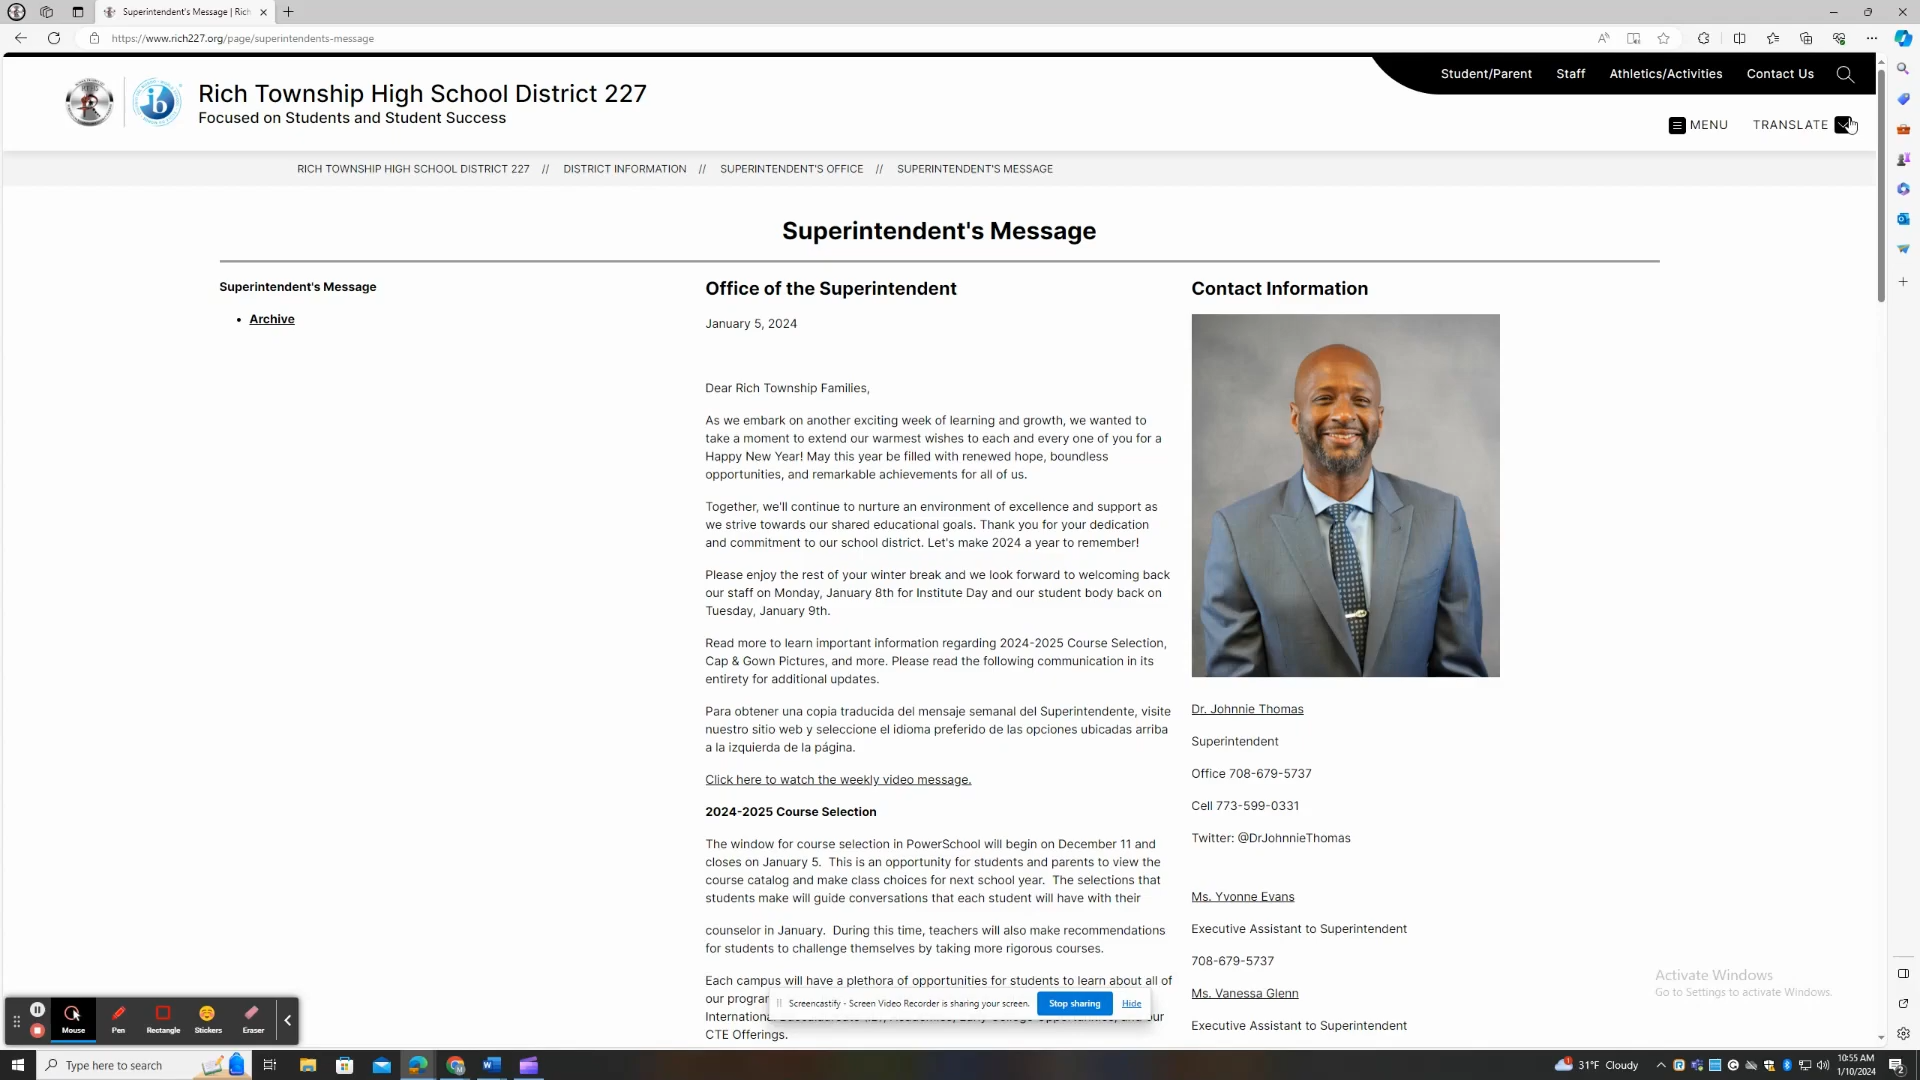 Superintendent's Message | Rich
https://www.rich227.org/page/superintendents-message
Rich Township High School District 227
Focused on Students and Student Success
Student/Parent
Staff
Athletics/Activities
Contact Us
MENU
TRANSLATE
RICH TOWNSHIP HIGH SCHOOL DISTRICT 227 // DISTRICT INFORMATION // SUPERINTENDENT'S OFFICE // SUPERINTENDENT'S MESSAGE
Superintendent's Message
Superintendent's Message
• Archive
Office of the Superintendent
January 5, 2024
Dear Rich Township Families,
As we embark on another exciting week of learning and growth, we wanted to
take a moment to extend our warmest wishes to each and every one of you for a
Happy New Year! May this year be filled with renewed hope, boundless
opportunities, and remarkable achievements for all of us.
Together, we'll continue to nurture an environment of excellence and support as
we strive towards our shared educational goals. Thank you for your dedication
and commitment to our school district. Let's make 2024 a year to remember!
Please enjoy the rest of your winter break and we look forward to welcoming back
our staff on Monday, January 8th for Institute Day and our student body back on
Tuesday, January 9th.
Read more to learn important information regarding 2024-2025 Course Selection,
Cap & Gown Pictures, and more. Please read the following communication in its
entirety for additional updates.
Para obtener una copia traducida del mensaje semanal del Superintendente, visite
nuestro sitio web y seleccione el idioma preferido de las opciones ubicadas arriba
a la izquierda de la página.
Click here to watch the weekly video message.
2024-2025 Course Selection
The window for course selection in PowerSchool will begin on December 11 and
closes on January 5. This is an opportunity for students and parents to view the
course catalog and make class choices for next school year. The selections that
students make will guide conversations that each student will have with their
counselor in January. During this time, teachers will also make recommendations
for students to challenge themselves by taking more rigorous courses.
Each campus will have a plethora of opportunities for students to learn about all of
our
CTE Offerings.
Contact Information
Dr. Johnnie Thomas
Superintendent
Office 708-679-5737
Cell 773-599-0331
Twitter: @DrJohnnieThomas
Ms. Yvonne Evans
Executive Assistant to Superintendent
708-679-5737
Ms. Vanessa Glenn
Executive Assistant to Superintendent
Activate Windows
Go to Settings to activate Windows.
Screencastify - Screen Video Recorder is sharing your screen.
Stop sharing
Hide
Mouse
Pen
Rectangle
Stickers
Eraser
Type here to search
31°F Cloudy
10:55 AM
1/10/2024